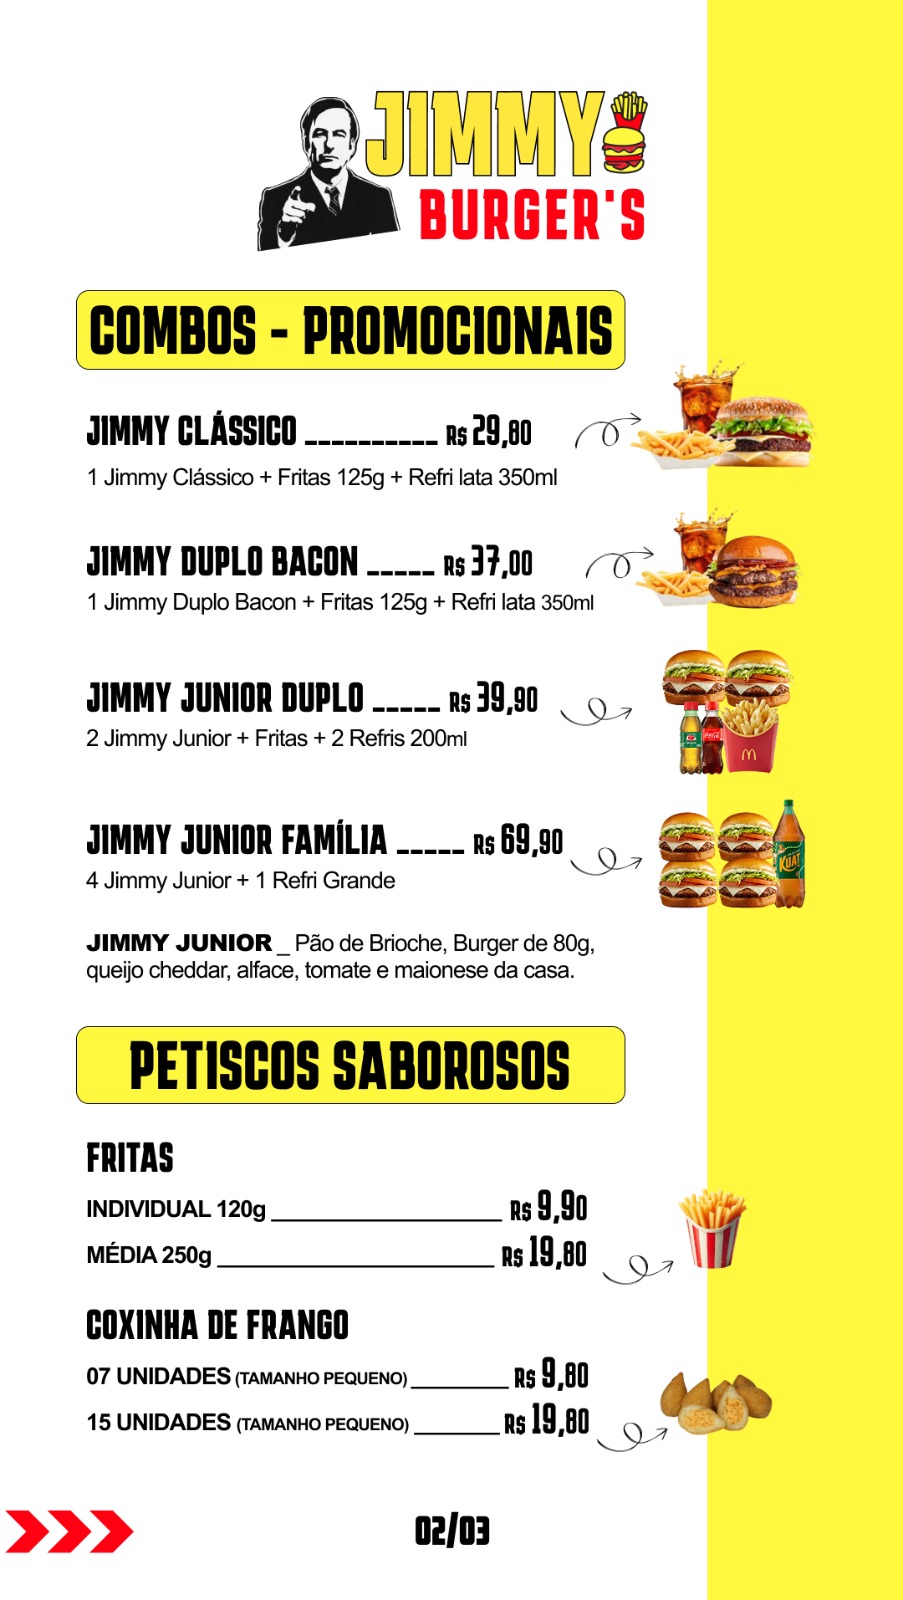 JIMMY
BURGER'S
COMBOS - PROMOCIONAIS
JIMMY CLÁSSICO __________ R$ 29,80
1 Jimmy Clássico + Fritas 125g + Refri lata 350ml
JIMMY DUPLO BACON _____ R$ 37,00
1 Jimmy Duplo Bacon + Fritas 125g + Refri lata 350ml
JIMMY JUNIOR DUPLO _____ R$ 39,90
2 Jimmy Junior + Fritas + 2 Refris 200ml
JIMMY JUNIOR FAMÍLIA _____ R$ 69,90
4 Jimmy Junior + 1 Refri Grande
KUAT
JIMMY JUNIOR _ Pão de Brioche, Burger de 80g,
queijo cheddar, alface, tomate e maionese da casa.
PETISCOS SABOROSOS
FRITAS
INDIVIDUAL 120g ___________________ R$ 9,90
MÉDIA 250g _______________________ R$ 19,80
COXINHA DE FRANGO
07 UNIDADES (TAMANHO PEQUENO) ________ R$ 9,80
15 UNIDADES (TAMANHO PEQUENO) _______ R$ 19,80
02/03